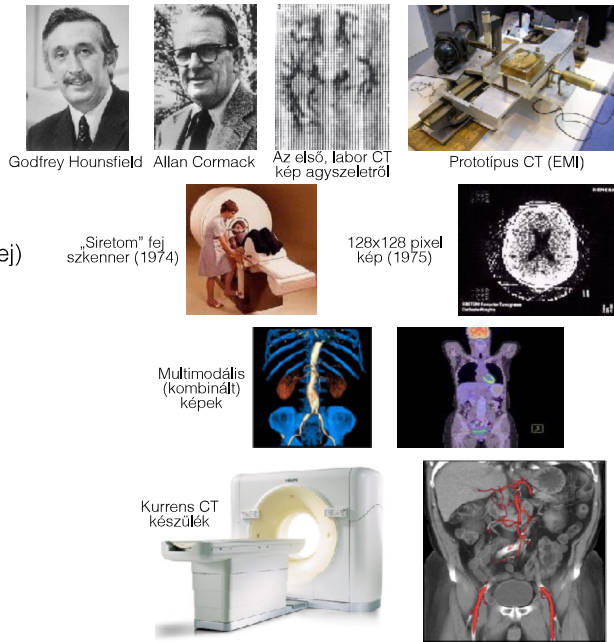 Godfrey Hounsfield
Allan Cormack
Az első, labor CT
kép agyszeletről
Prototípus CT (EMI)
ej)
„Siretom” fej
szkenner (1974)
128x128 pixel
kép (1975)
Multimodális
(kombinált)
képek
Kurrens CT
készülék
PHILIPS